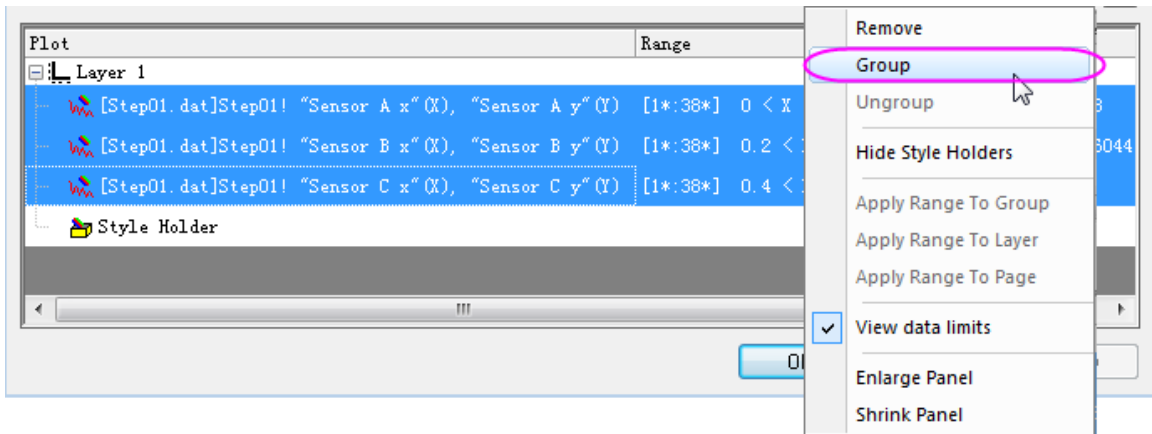 Plot Range
Layer 1
[Step01.dat]Step01! "Sensor A x"(X), "Sensor A y"(Y) [1*:38*] 0 < X
[Step01.dat]Step01! "Sensor B x"(X), "Sensor B y"(Y) [1*:38*] 0.2 <
[Step01.dat]Step01! "Sensor C x"(X), "Sensor C y"(Y) [1*:38*] 0.4 <
Style Holder
Remove
Group
Ungroup
Hide Style Holders
Apply Range To Group
Apply Range To Layer
Apply Range To Page
View data limits
Enlarge Panel
Shrink Panel